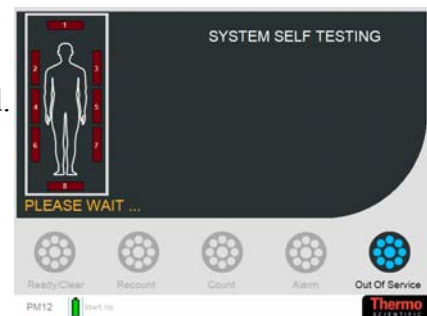 SYSTEM SELF TESTING
1
2 3
4 5
6 7
8
PLEASE WAIT ...
Ready/Clear Recount Count Alarm Out Of Service
PM12 Start Up Thermo
SCIENTIFIC